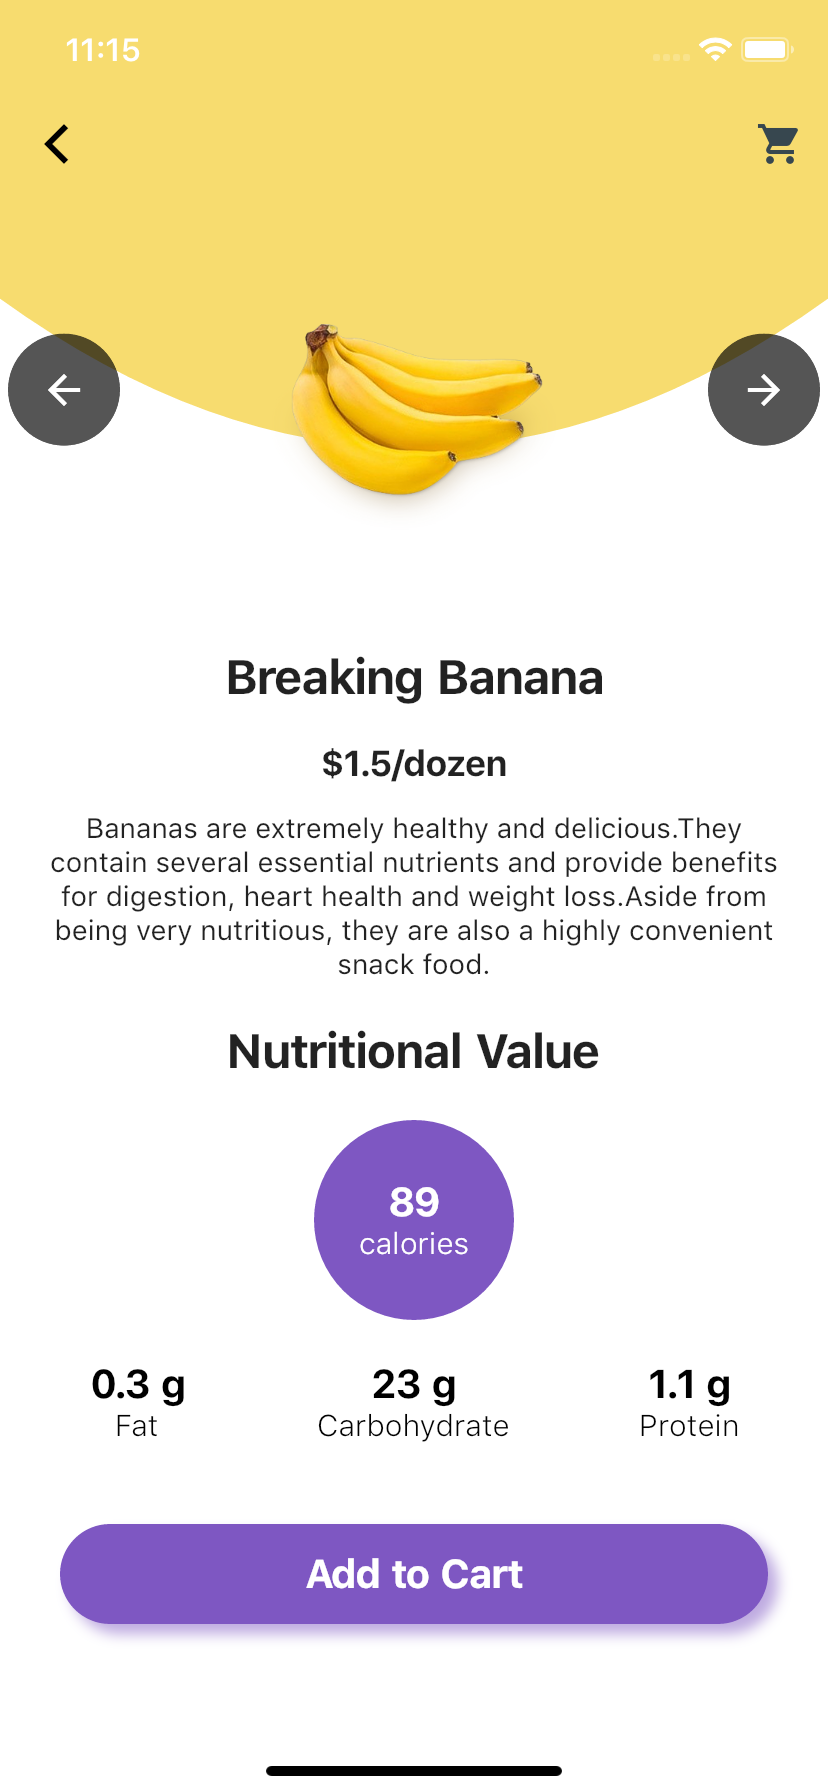 11:15
Breaking Banana
$1.5/dozen
Bananas are extremely healthy and delicious.They
contain several essential nutrients and provide benefits
for digestion, heart health and weight loss.Aside from
being very nutritious, they are also a highly convenient
snack food.
Nutritional Value
89
calories
0.3 g 23 g 1.1 g
Fat Carbohydrate Protein
Add to Cart